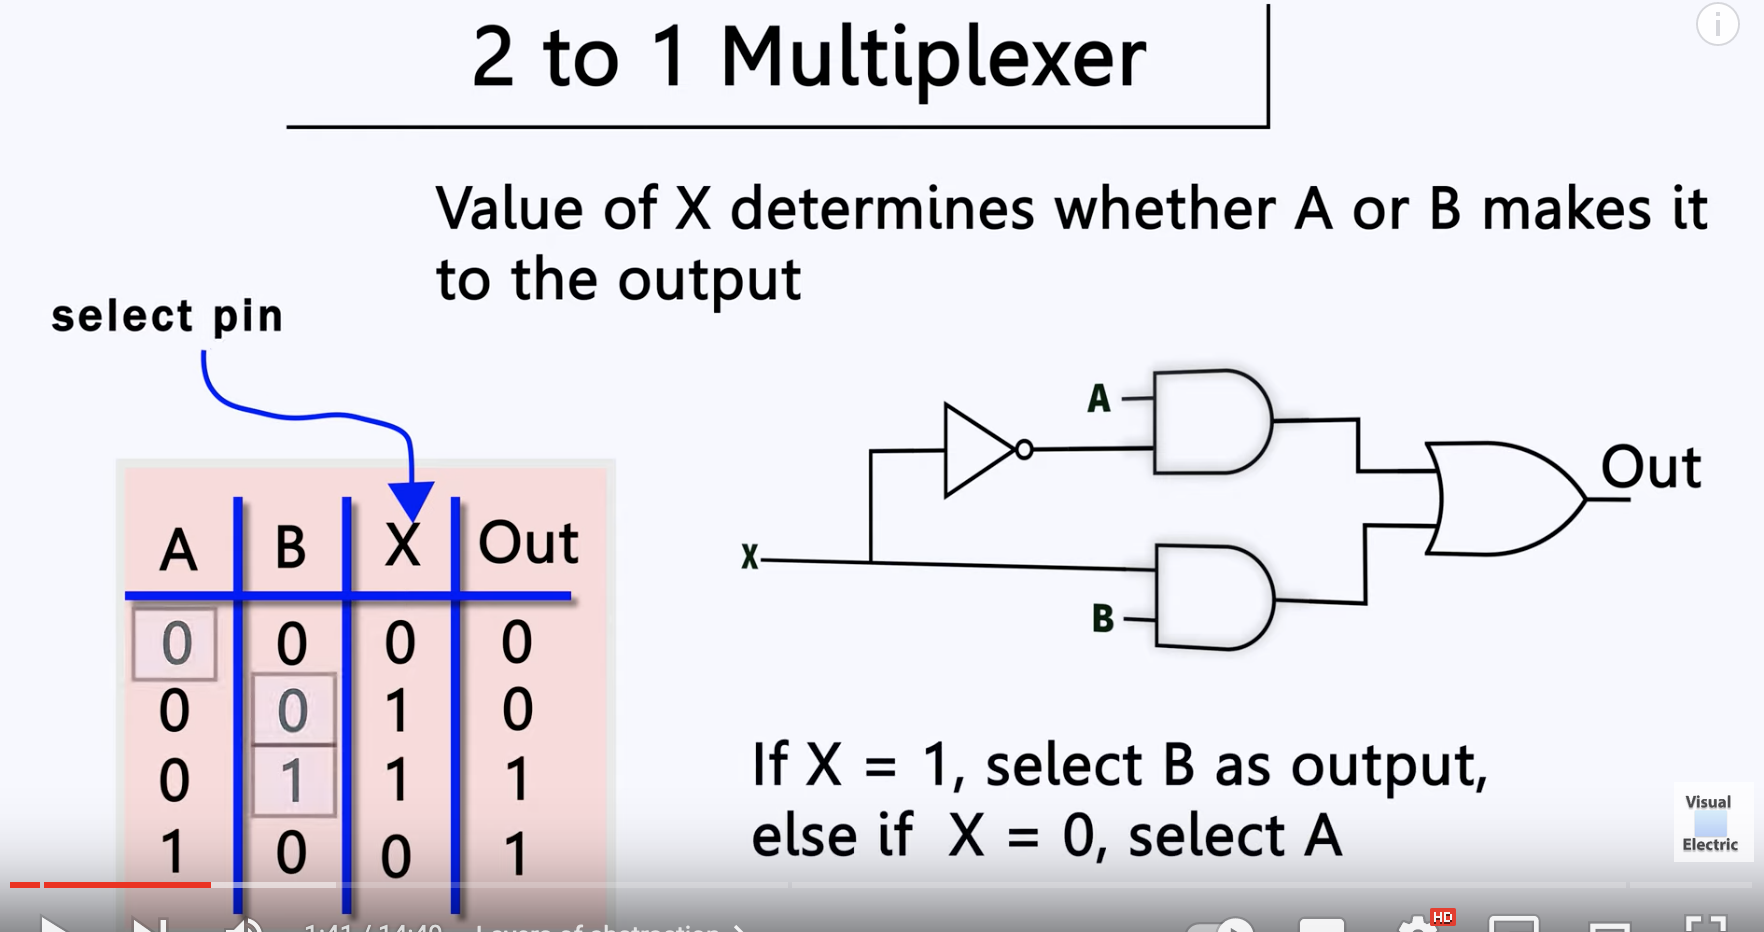 2 to 1 Multiplexer
Value of X determines whether A or B makes it
to the output
select pin
A
Out
X
B
A B X Out
0 0 0 0
0 0 1 0
0 1 1 1
1 0 0 1
If X = 1, select B as output,
else if X = 0, select A
Visual
Electric
HD
1:41 / 14:40
Layers of abstraction